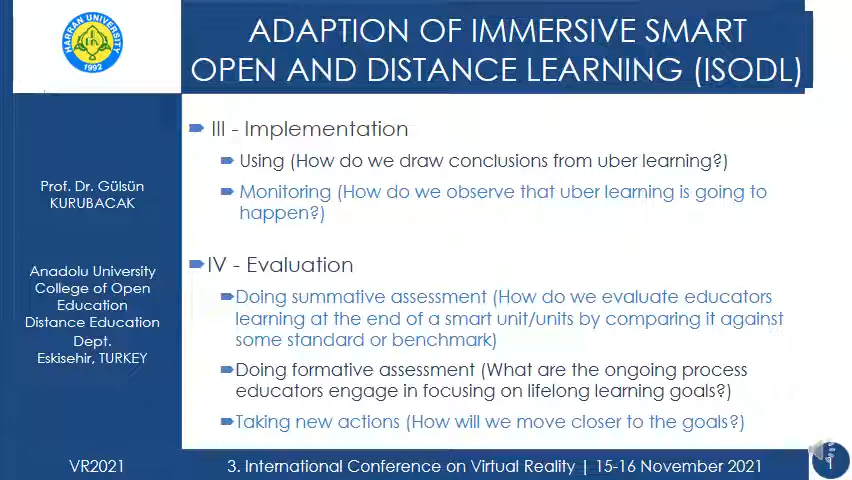 HARRAN UNIVERSITY
1992
ADAPTION OF IMMERSIVE SMART
OPEN AND DISTANCE LEARNING (ISODL)
Prof. Dr. Gülsün
KURUBACAK
Anadolu University
College of Open
Education
Distance Education
Dept.
Eskisehir, TURKEY
III - Implementation
Using (How do we draw conclusions from uber learning?)
Monitoring (How do we observe that uber learning is going to
happen?)
IV - Evaluation
Doing summative assessment (How do we evaluate educators
learning at the end of a smart unit/units by comparing it against
some standard or benchmark)
Doing formative assessment (What are the ongoing process
educators engage in focusing on lifelong learning goals?)
Taking new actions (How will we move closer to the goals?)
VR2021
3. International Conference on Virtual Reality | 15-16 November 2021
1